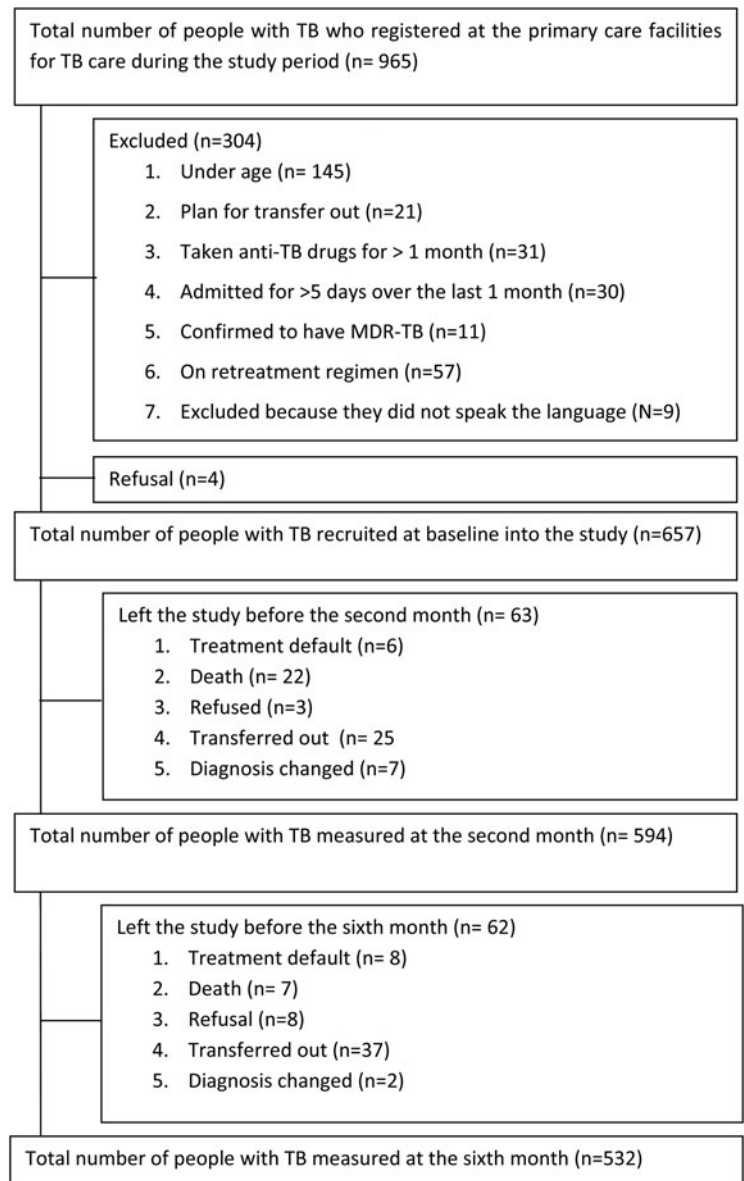 Total number of people with TB who registered at the primary care facilities
for TB care during the study period (n= 965)
Excluded (n=304)
1. Under age (n= 145)
2. Plan for transfer out (n=21)
3. Taken anti-TB drugs for > 1 month (n=31)
4. Admitted for >5 days over the last 1 month (n=30)
5. Confirmed to have MDR-TB (n=11)
6. On retreatment regimen (n=57)
7. Excluded because they did not speak the language (N=9)
Refusal (n=4)
Total number of people with TB recruited at baseline into the study (n=657)
Left the study before the second month (n= 63)
1. Treatment default (n=6)
2. Death (n= 22)
3. Refused (n=3)
4. Transferred out (n= 25
5. Diagnosis changed (n=7)
Total number of people with TB measured at the second month (n= 594)
Left the study before the sixth month (n= 62)
1. Treatment default (n= 8)
2. Death (n= 7)
3. Refusal (n=8)
4. Transferred out (n=37)
5. Diagnosis changed (n=2)
Total number of people with TB measured at the sixth month (n=532)